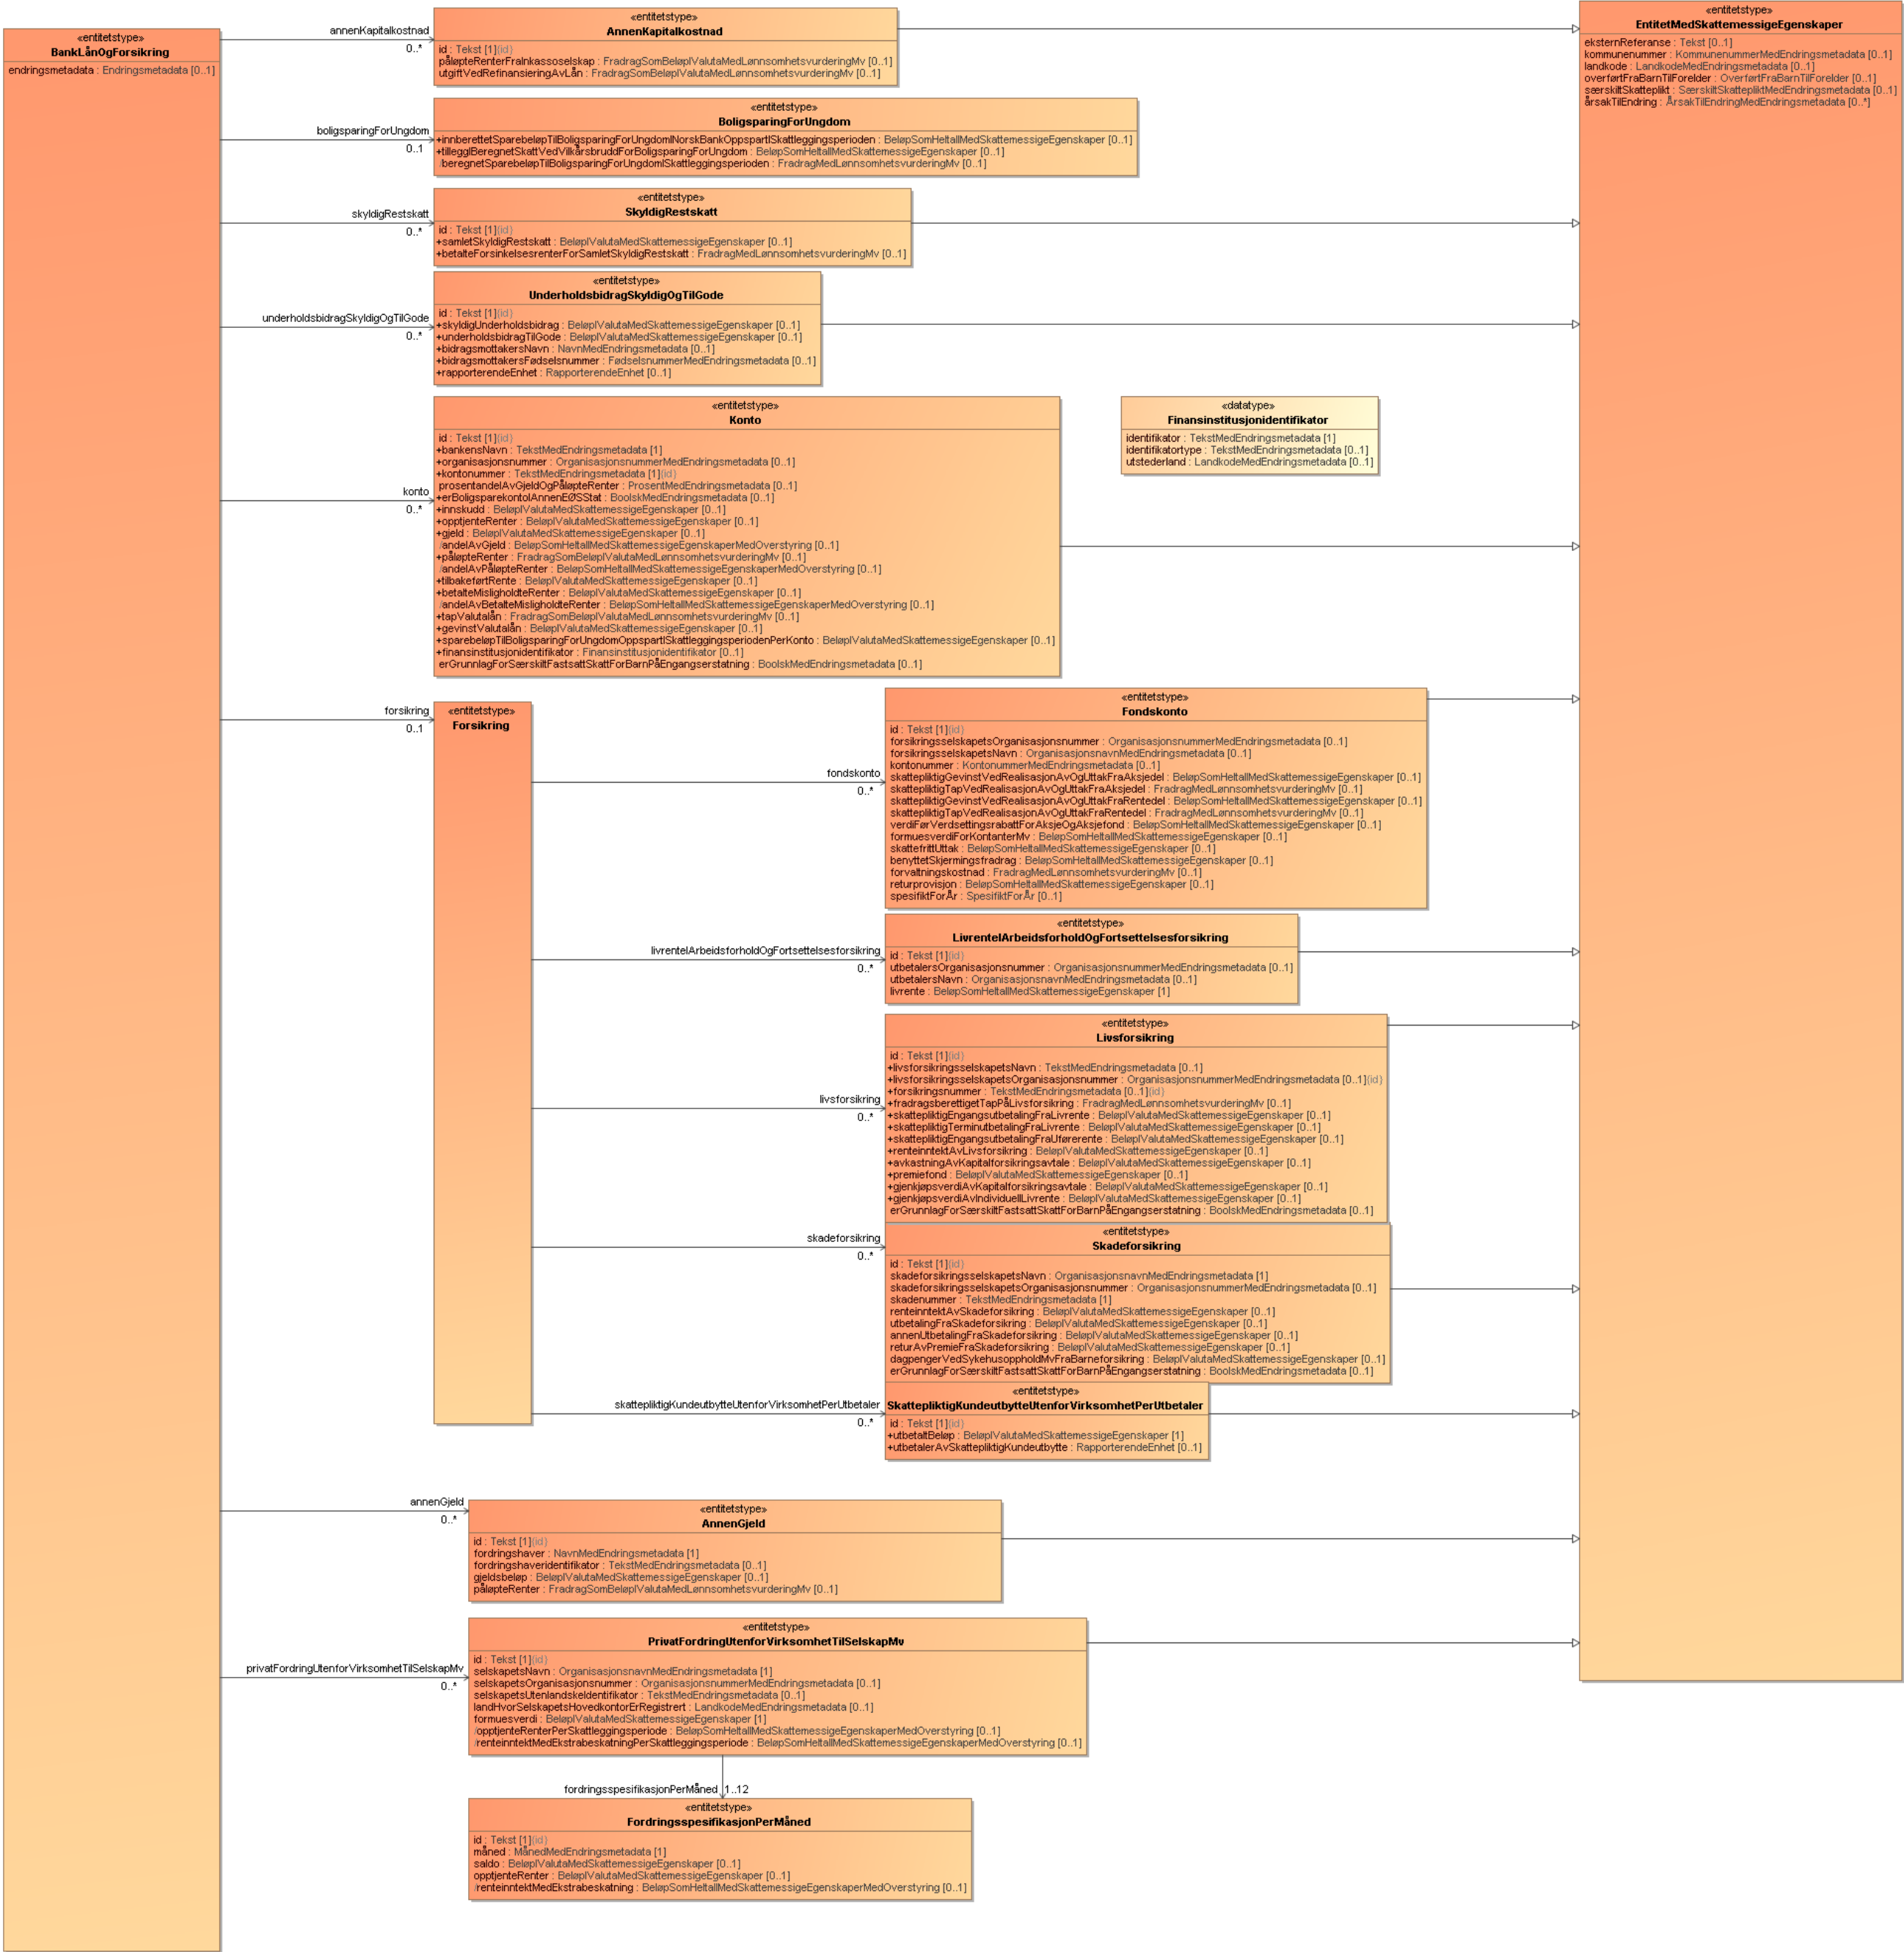 «entitetstype»
BankLånOgForsikring
endringsmetadata : Endringsmetadata [0..1]
annenKapitalkostnad
0..*
«entitetstype»
AnnenKapitalkostnad
id : Tekst [1]{id}
påløpteRenterFraInkassoselskap : FradragSomBeløpIValutaMedLønnsomhetsvurderingMv [0..1]
utgiftVedRefinansieringAvLån : FradragSomBeløpIValutaMedLønnsomhetsvurderingMv [0..1]
«entitetstype»
EntitetMedSkattemessigeEgenskaper
eksternReferanse : Tekst [0..1]
kommunenummer : KommunenummerMedEndringsmetadata [0..1]
landkode : LandkodeMedEndringsmetadata [0..1]
overførtFraBarnTilForelder : OverførtFraBarnTilForelder [0..1]
særskiltSkatteplikt : SærskiltSkattepliktMedEndringsmetadata [0..1]
årsakTilEndring : ÅrsakTilEndringMedEndringsmetadata [0..*]
boligsparingForUngdom
0..1
«entitetstype»
BoligsparingForUngdom
+innberettetSparebeløpTilBoligsparingForUngdomINorskBankOppspartISkattleggingsperioden : BeløpSomHeltallMedSkattemessigeEgenskaper [0..1]
+tilleggIBeregnetSkattVedVilkårsbruddForBoligsparingForUngdom : BeløpSomHeltallMedSkattemessigeEgenskaper [0..1]
/beregnetSparebeløpTilBoligsparingForUngdomISkattleggingsperioden : FradragMedLønnsomhetsvurderingMv [0..1]
skyldigRestskatt
0..*
«entitetstype»
SkyldigRestskatt
id : Tekst [1]{id}
+samletSkyldigRestskatt : BeløpIValutaMedSkattemessigeEgenskaper [0..1]
+betalteForsinkelsesrenterForSamletSkyldigRestskatt : FradragMedLønnsomhetsvurderingMv [0..1]
underholdsbidragSkyldigOgTilGode
0..*
«entitetstype»
UnderholdsbidragSkyldigOgTilGode
id : Tekst [1]{id}
+skyldigUnderholdsbidrag : BeløpIValutaMedSkattemessigeEgenskaper [0..1]
+underholdsbidragTilGode : BeløpIValutaMedSkattemessigeEgenskaper [0..1]
+bidragsmottakersNavn : NavnMedEndringsmetadata [0..1]
+bidragsmottakersFødselsnummer : FødselsnummerMedEndringsmetadata [0..1]
+rapporterendeEnhet : RapporterendeEnhet [0..1]
konto
0..*
«entitetstype»
Konto
id : Tekst [1]{id}
+bankensNavn : TekstMedEndringsmetadata [1]
+organisasjonsnummer : OrganisasjonsnummerMedEndringsmetadata [0..1]
+kontonummer : TekstMedEndringsmetadata [1]{id}
prosentandelAvGjeldOgPåløpteRenter : ProsentMedEndringsmetadata [0..1]
+erBoligsparekontoIAnnenEØSStat : BoolskMedEndringsmetadata [0..1]
+innskudd : BeløpIValutaMedSkattemessigeEgenskaper [0..1]
+opptjenteRenter : BeløpIValutaMedSkattemessigeEgenskaper [0..1]
+gjeld : BeløpIValutaMedSkattemessigeEgenskaper [0..1]
/andelAvGjeld : BeløpSomHeltallMedSkattemessigeEgenskaperMedOverstyring [0..1]
+påløpteRenter : FradragSomBeløpIValutaMedLønnsomhetsvurderingMv [0..1]
/andelAvPåløpteRenter : BeløpSomHeltallMedSkattemessigeEgenskaperMedOverstyring [0..1]
+tilbakeførtRente : BeløpIValutaMedSkattemessigeEgenskaper [0..1]
+betalteMisligholdteRenter : BeløpIValutaMedSkattemessigeEgenskaper [0..1]
/andelAvBetalteMisligholdteRenter : BeløpSomHeltallMedSkattemessigeEgenskaperMedOverstyring [0..1]
+tapValutalån : FradragSomBeløpIValutaMedLønnsomhetsvurderingMv [0..1]
+gevinstValutalån : BeløpIValutaMedSkattemessigeEgenskaper [0..1]
+sparebeløpTilBoligsparingForUngdomOppspartISkattleggingsperiodenPerKonto : BeløpIValutaMedSkattemessigeEgenskaper [0..1]
+finansinstitusjonidentifikator : Finansinstitusjonidentifikator [0..1]
erGrunnlagForSærskiltFastsattSkattForBarnPåEngangserstatning : BoolskMedEndringsmetadata [0..1]
«datatype»
Finansinstitusjonidentifikator
identifikator : TekstMedEndringsmetadata [1]
identifikatortype : TekstMedEndringsmetadata [0..1]
utstederland : LandkodeMedEndringsmetadata [0..1]
forsikring
0..1
«entitetstype»
Forsikring
fondskonto
0..*
«entitetstype»
Fondskonto
id : Tekst [1]{id}
forsikringsselskapetsOrganisasjonsnummer : OrganisasjonsnummerMedEndringsmetadata [0..1]
forsikringsselskapetsNavn : OrganisasjonsnavnMedEndringsmetadata [0..1]
kontonummer : KontonummerMedEndringsmetadata [0..1]
skattepliktigGevinstVedRealisasjonAvOgUttakFraAksjedel : BeløpSomHeltallMedSkattemessigeEgenskaper [0..1]
skattepliktigTapVedRealisasjonAvOgUttakFraAksjedel : FradragMedLønnsomhetsvurderingMv [0..1]
skattepliktigGevinstVedRealisasjonAvOgUttakFraRentedel : BeløpSomHeltallMedSkattemessigeEgenskaper [0..1]
skattepliktigTapVedRealisasjonAvOgUttakFraRentedel : FradragMedLønnsomhetsvurderingMv [0..1]
verdiFørVerdsettingsrabattForAksjeOgAksjefond : BeløpSomHeltallMedSkattemessigeEgenskaper [0..1]
formuesverdiForKontanterMv : BeløpSomHeltallMedSkattemessigeEgenskaper [0..1]
skattefrittUttak : BeløpSomHeltallMedSkattemessigeEgenskaper [0..1]
benyttetSkjermingsfradrag : BeløpSomHeltallMedSkattemessigeEgenskaper [0..1]
forvaltningskostnad : FradragMedLønnsomhetsvurderingMv [0..1]
returprovisjon : BeløpSomHeltallMedSkattemessigeEgenskaper [0..1]
spesifiktForÅr : SpesifiktForÅr [0..1]
livrenteIArbeidsforholdOgFortsettelsesforsikring
0..*
«entitetstype»
LivrenteIArbeidsforholdOgFortsettelsesforsikring
id : Tekst [1]{id}
utbetalersOrganisasjonsnummer : OrganisasjonsnummerMedEndringsmetadata [0..1]
utbetalersNavn : OrganisasjonsnavnMedEndringsmetadata [0..1]
livrente : BeløpSomHeltallMedSkattemessigeEgenskaper [1]
livsforsikring
0..*
«entitetstype»
Livsforsikring
id : Tekst [1]{id}
+livsforsikringsselskapetsNavn : TekstMedEndringsmetadata [0..1]
+livsforsikringsselskapetsOrganisasjonsnummer : OrganisasjonsnummerMedEndringsmetadata [0..1]{id}
+forsikringsnummer : TekstMedEndringsmetadata [0..1]{id}
+fradragsberettigetTapPåLivsforsikring : FradragMedLønnsomhetsvurderingMv [0..1]
+skattepliktigEngangsutbetalingFraLivrente : BeløpIValutaMedSkattemessigeEgenskaper [0..1]
+skattepliktigTerminutbetalingFraLivrente : BeløpIValutaMedSkattemessigeEgenskaper [0..1]
+skattepliktigEngangsutbetalingFraUførerente : BeløpIValutaMedSkattemessigeEgenskaper [0..1]
+renteinntektAvLivsforsikring : BeløpIValutaMedSkattemessigeEgenskaper [0..1]
+avkastningAvKapitalforsikringsavtale : BeløpIValutaMedSkattemessigeEgenskaper [0..1]
+premiefond : BeløpIValutaMedSkattemessigeEgenskaper [0..1]
+gjenkjøpsverdiAvKapitalforsikringsavtale : BeløpIValutaMedSkattemessigeEgenskaper [0..1]
+gjenkjøpsverdiAvIndividuellLivrente : BeløpIValutaMedSkattemessigeEgenskaper [0..1]
erGrunnlagForSærskiltFastsattSkattForBarnPåEngangserstatning : BoolskMedEndringsmetadata [0..1]
skadeforsikring
0..*
«entitetstype»
Skadeforsikring
id : Tekst [1]{id}
skadeforsikringsselskapetsNavn : OrganisasjonsnavnMedEndringsmetadata [1]
skadeforsikringsselskapetsOrganisasjonsnummer : OrganisasjonsnummerMedEndringsmetadata [0..1]
skadenummer : TekstMedEndringsmetadata [1]
renteinntektAvSkadeforsikring : BeløpIValutaMedSkattemessigeEgenskaper [0..1]
utbetalingFraSkadeforsikring : BeløpIValutaMedSkattemessigeEgenskaper [0..1]
annenUtbetalingFraSkadeforsikring : BeløpIValutaMedSkattemessigeEgenskaper [0..1]
returAvPremieFraSkadeforsikring : BeløpIValutaMedSkattemessigeEgenskaper [0..1]
dagpengerVedSykehusoppholdMvFraBarneforsikring : BeløpIValutaMedSkattemessigeEgenskaper [0..1]
erGrunnlagForSærskiltFastsattSkattForBarnPåEngangserstatning : BoolskMedEndringsmetadata [0..1]
skattepliktigKundeutbytteUtenforVirksomhetPerUtbetaler
0..*
«entitetstype»
SkattepliktigKundeutbytteUtenforVirksomhetPerUtbetaler
id : Tekst [1]{id}
+utbetaltBeløp : BeløpIValutaMedSkattemessigeEgenskaper [1]
+utbetalerAvSkattepliktigKundeutbytte : RapporterendeEnhet [0..1]
annenGjeld
0..*
«entitetstype»
AnnenGjeld
id : Tekst [1]{id}
fordringshaver : NavnMedEndringsmetadata [1]
fordringshaveridentifikator : TekstMedEndringsmetadata [0..1]
gjeldsbeløp : BeløpIValutaMedSkattemessigeEgenskaper [0..1]
påløpteRenter : FradragSomBeløpIValutaMedLønnsomhetsvurderingMv [0..1]
privatFordringUtenforVirksomhetTilSelskapMv
0..*
«entitetstype»
PrivatFordringUtenforVirksomhetTilSelskapMv
id : Tekst [1]{id}
selskapetsNavn : OrganisasjonsnavnMedEndringsmetadata [1]
selskapetsOrganisasjonsnummer : OrganisasjonsnummerMedEndringsmetadata [0..1]
selskapetsUtenlandskeIdentifikator : TekstMedEndringsmetadata [0..1]
landHvorSelskapetsHovedkontorErRegistrert : LandkodeMedEndringsmetadata [0..1]
formuesverdi : BeløpIValutaMedSkattemessigeEgenskaper [1]
/opptjenteRenterPerSkattleggingsperiode : BeløpSomHeltallMedSkattemessigeEgenskaperMedOverstyring [0..1]
/renteinntektMedEkstrabeskatningPerSkattleggingsperiode : BeløpSomHeltallMedSkattemessigeEgenskaperMedOverstyring [0..1]
fordringsspesifikasjonPerMåned 1..12
«entitetstype»
FordringsspesifikasjonPerMåned
id : Tekst [1]{id}
måned : MånedMedEndringsmetadata [1]
saldo : BeløpIValutaMedSkattemessigeEgenskaper [0..1]
opptjenteRenter : BeløpIValutaMedSkattemessigeEgenskaper [0..1]
/renteinntektMedEkstrabeskatning : BeløpSomHeltallMedSkattemessigeEgenskaperMedOverstyring [0..1]